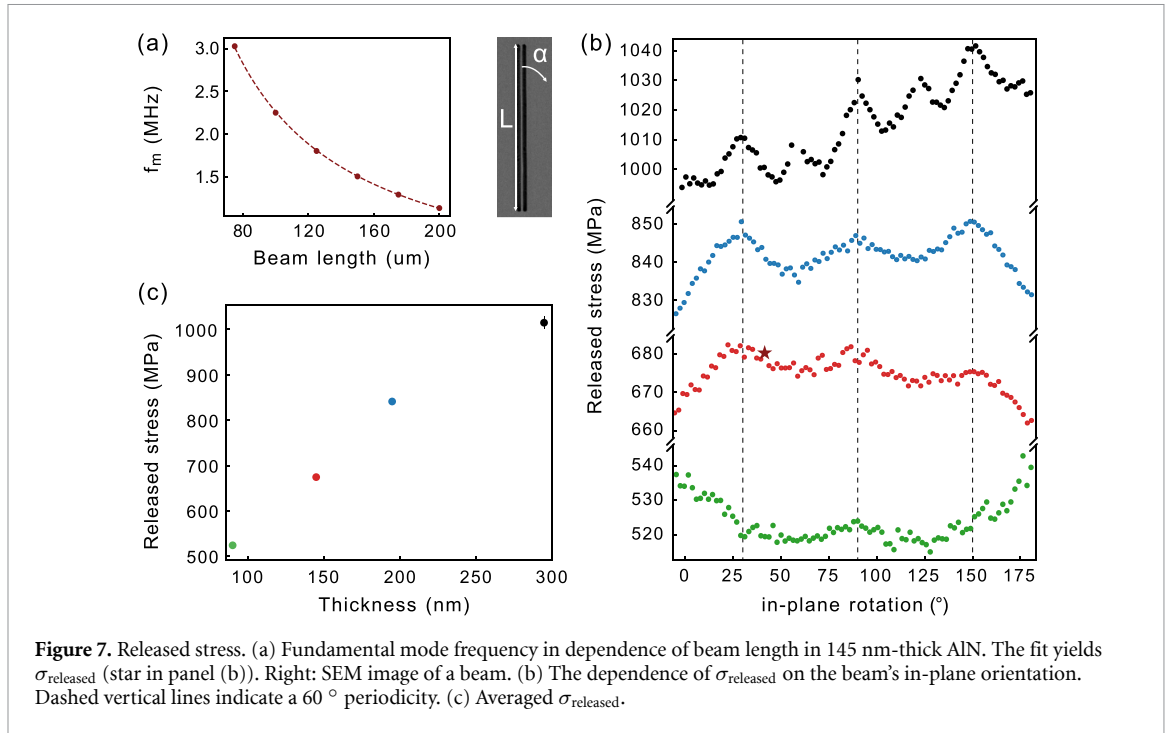 (a)
3.0
2.5
2.0
1.5
fm (MHz)
80
120
160
200
Beam length (um)
L
α
(b)
1040
1030
1020
1010
1000
850
840
830
680
670
660
540
530
520
Released stress (MPa)
0
25
50
75
100
125
150
175
in-plane rotation (°)
(c)
1000
900
800
700
600
500
Released stress (MPa)
100
150
200
250
300
Thickness (nm)
Figure 7. Released stress. (a) Fundamental mode frequency in dependence of beam length in 145 nm-thick AlN. The fit yields
σreleased (star in panel (b)). Right: SEM image of a beam. (b) The dependence of σreleased on the beam's in-plane orientation.
Dashed vertical lines indicate a 60 ° periodicity. (c) Averaged σreleased.